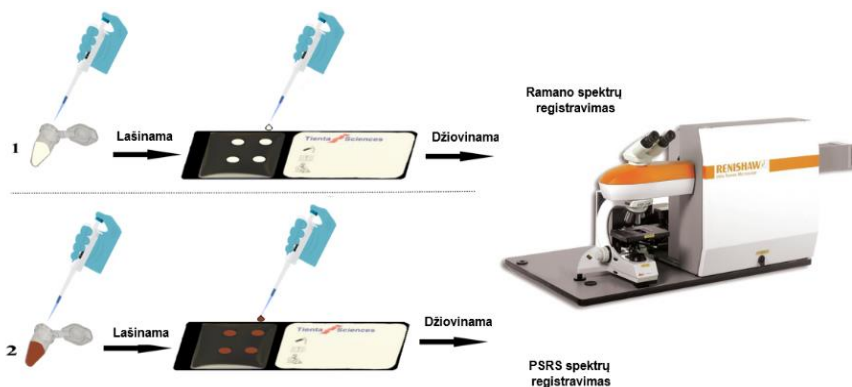 1
Lašinama
Tienta Sciences
Džiovinama
Ramano spektrų
registravimas
RENISHAW
2
Lašinama
Tienta Sciences
Džiovinama
PSRS spektrų
registravimas